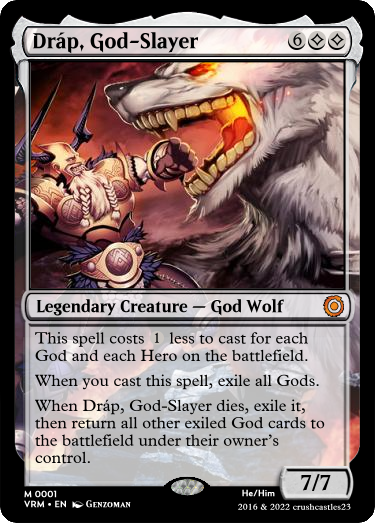 Dráp, God-Slayer 6
Legendary Creature — God Wolf
This spell costs 1 less to cast for each
God and each Hero on the battlefield.
When you cast this spell, exile all Gods.
When Dráp, God-Slayer dies, exile it,
then return all other exiled God cards to
the battlefield under their owner's
control.
7/7
M 0001
VRM • EN Genzoman
He/Him
2016 & 2022 crushcastles23